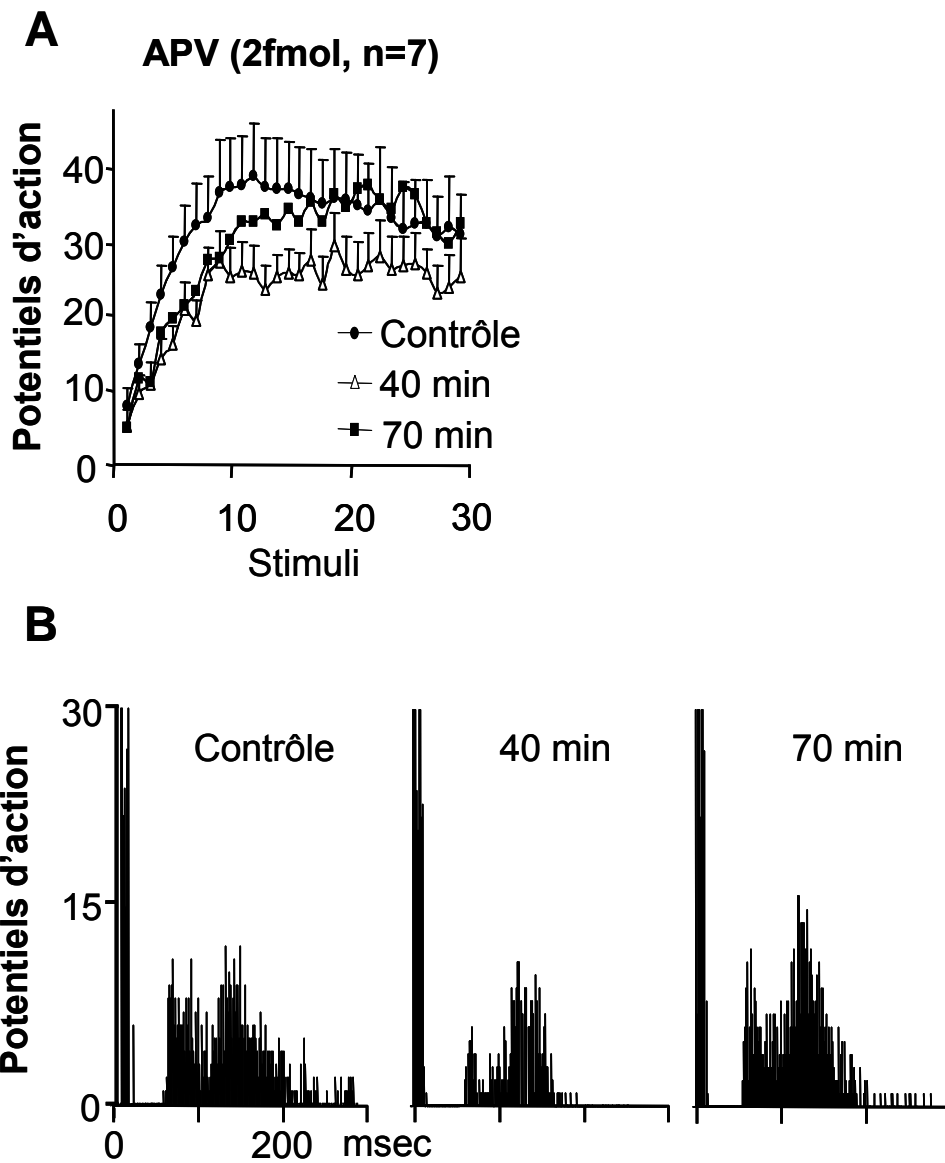 A
APV (2fmol, n=7)
Potentiels d’action
40
30
20
10
0
Contrôle
40 min
70 min
0 10 20 30
Stimuli
B
Potentiels d’action
30
15
0
Contrôle 40 min 70 min
0 200 msec